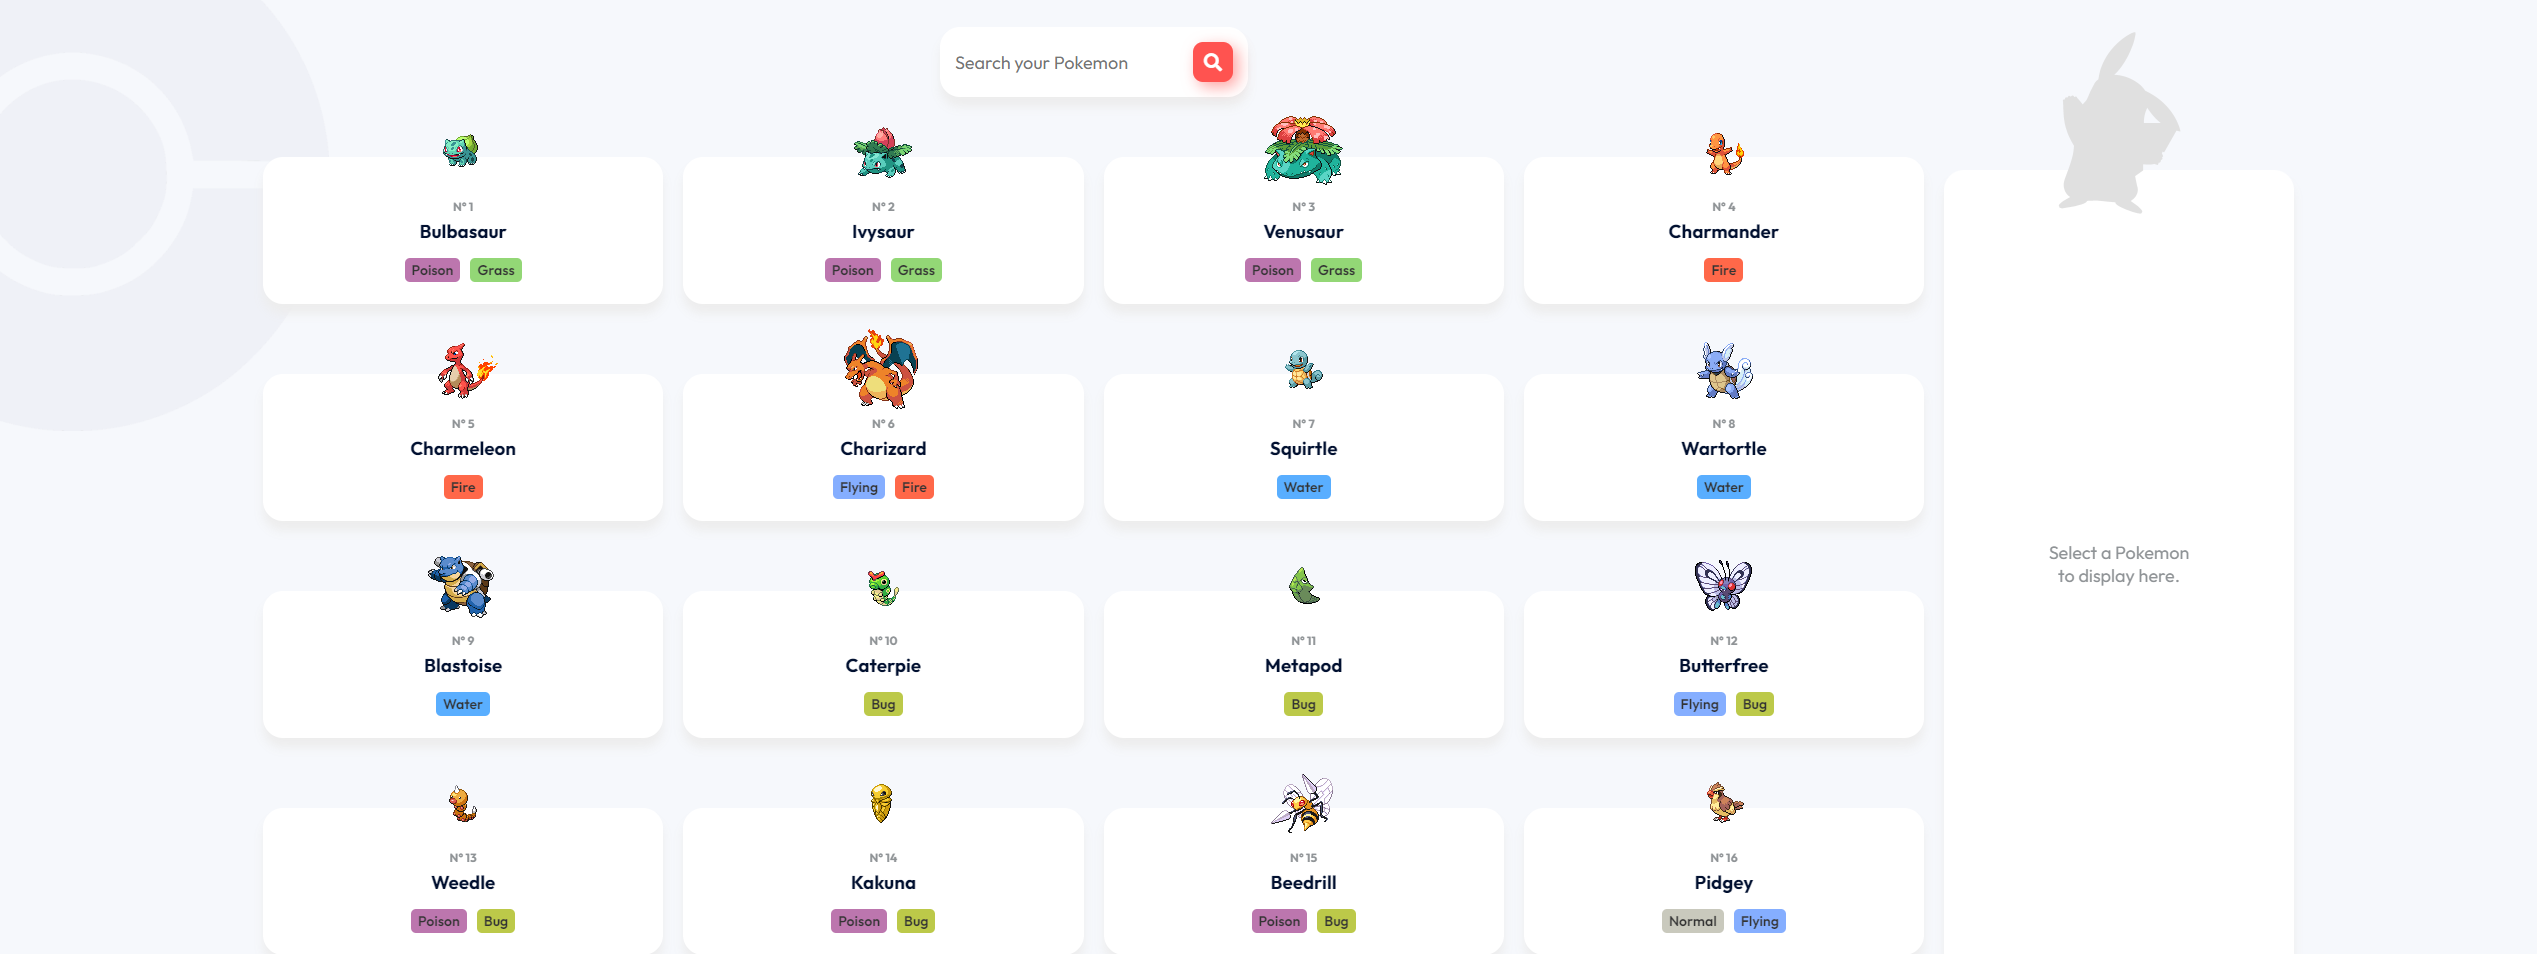 Search your Pokemon
N° 1
Bulbasaur
Poison Grass
N° 2
Ivysaur
Poison Grass
N° 3
Venusaur
Poison Grass
N° 4
Charmander
Fire
N° 5
Charmeleon
Fire
N° 6
Charizard
Flying Fire
N° 7
Squirtle
Water
N° 8
Wartortle
Water
N° 9
Blastoise
Water
N° 10
Caterpie
Bug
N° 11
Metapod
Bug
N° 12
Butterfree
Flying Bug
N° 13
Weedle
Poison Bug
N° 14
Kakuna
Poison Bug
N° 15
Beedrill
Poison Bug
N° 16
Pidgey
Normal Flying
Select a Pokemon
to display here.